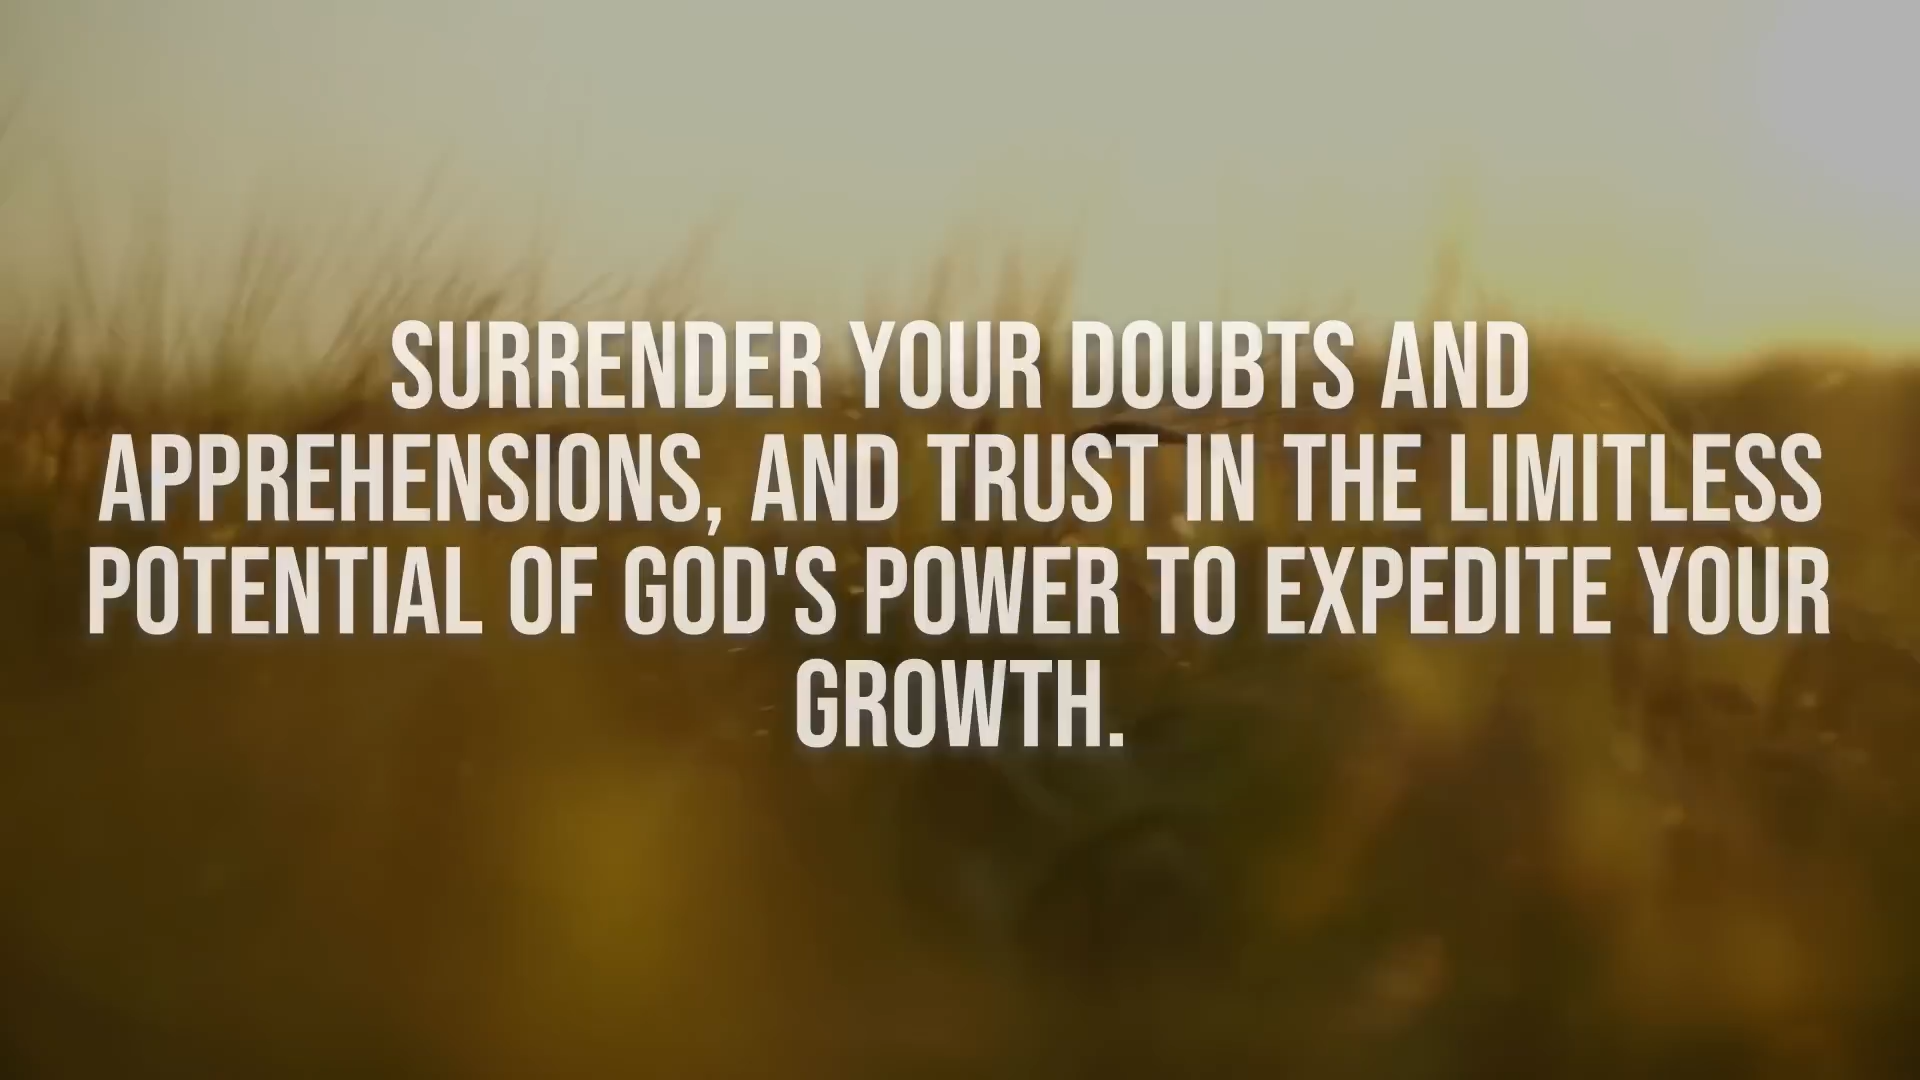 SURRENDER YOUR DOUBTS AND
APPREHENSIONS, AND TRUST IN THE LIMITLESS
POTENTIAL OF GOD'S POWER TO EXPEDITE YOUR
GROWTH.